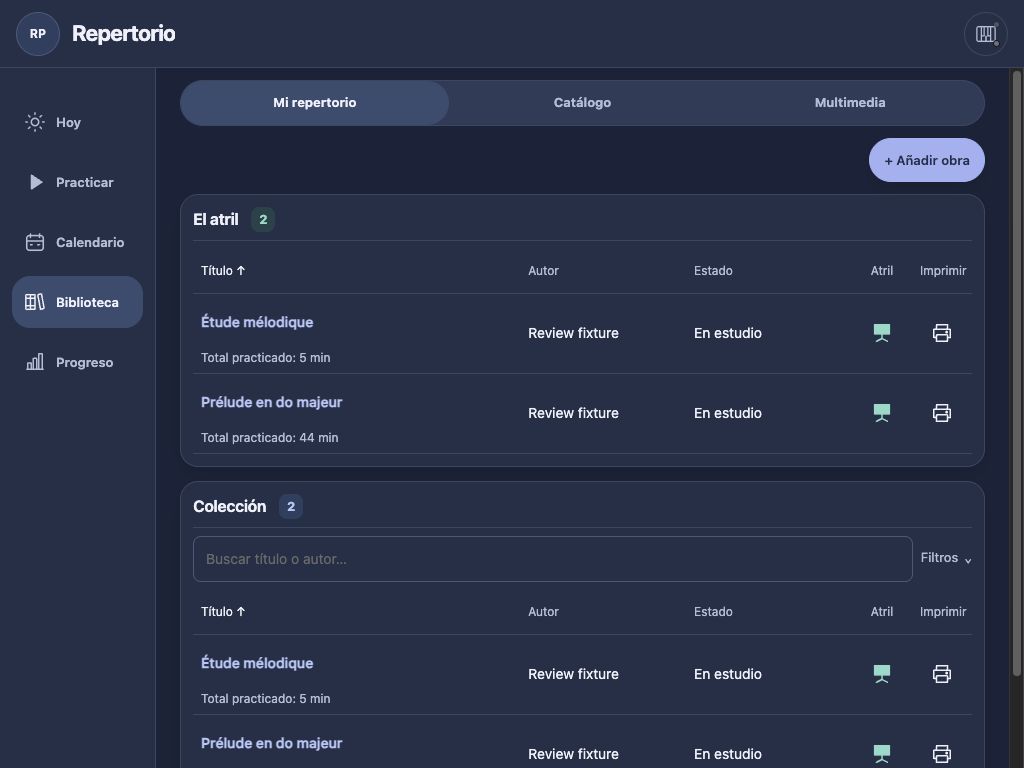 RP Repertorio
Hoy
Practicar
Calendario
Biblioteca
Progreso
Mi repertorio Catálogo Multimedia
+ Añadir obra
El atril 2
Título ↑ Autor Estado Atril Imprimir
Étude mélodique
Review fixture En estudio
Total practicado: 5 min
Prélude en do majeur
Review fixture En estudio
Total practicado: 44 min
Colección 2
Buscar título o autor...
Filtros
Título ↑ Autor Estado Atril Imprimir
Étude mélodique
Review fixture En estudio
Total practicado: 5 min
Prélude en do majeur
Review fixture En estudio